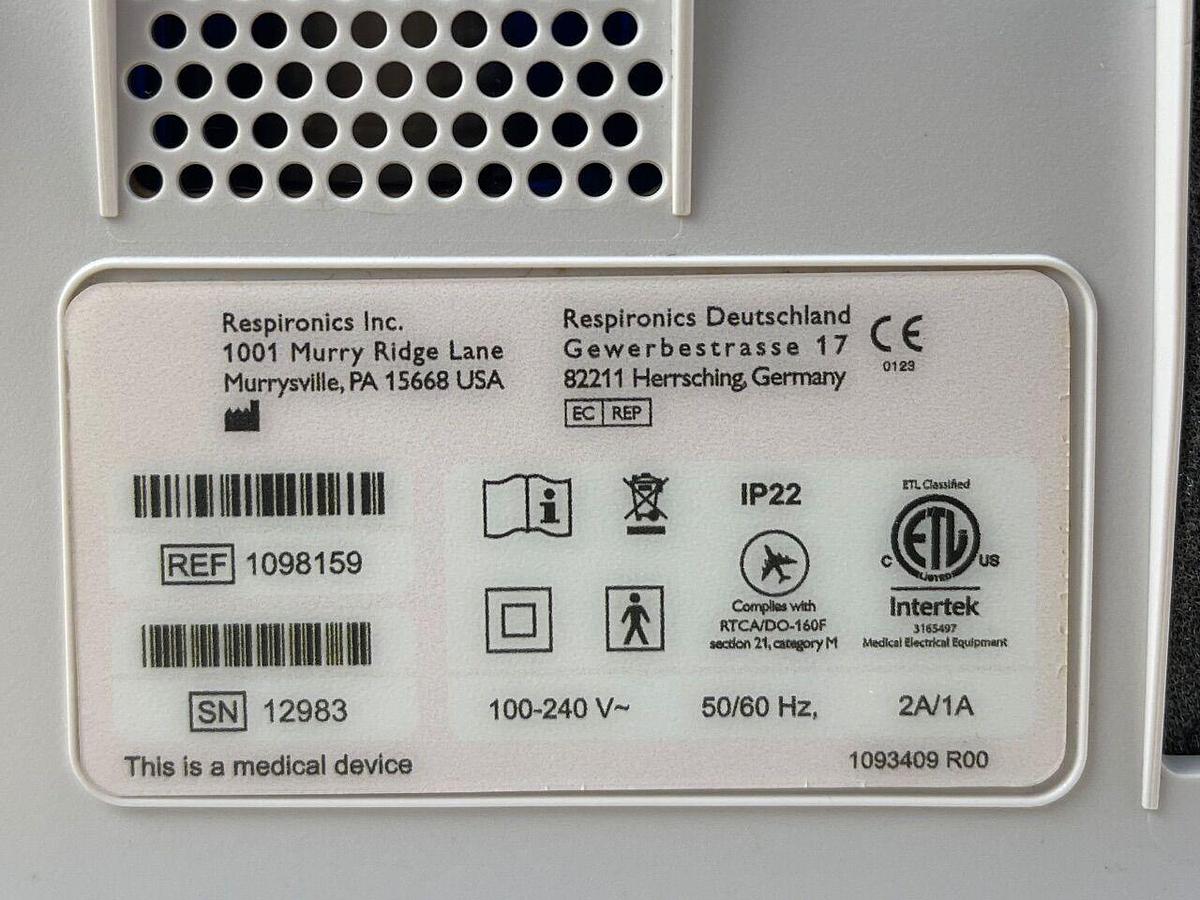 Respironics Inc.
1001 Murry Ridge Lane
Murrysville, PA 15668 USA
Respironics Deutschland
Gewerbestrasse 17
82211 Herrsching, Germany
EC REP
CE
0123
REF 1098159
SN 12983
This is a medical device
i
IP22
Complies with
RTCA/DO-160F
section 21, category M
ETL Classified
ETL
LISTED
C US
Intertek
3165497
Medical Electrical Equipment
100-240 V~ 50/60 Hz, 2A/1A
1093409 R00